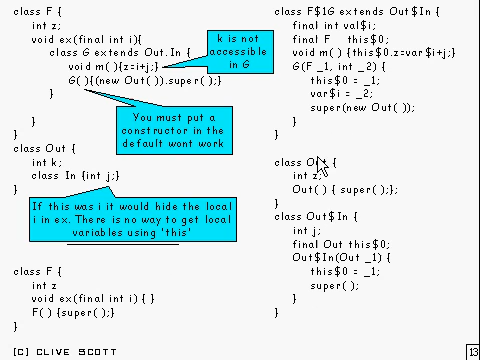 class F {
int z;
void ex(final int i){
class G extends Out.In {
void m( ){z=i+j;}
G( ){(new Out( )).super( );}
}
}
}
k is not
accessible
in G
You must put a
constructor in the
default wont work
class Out {
int k;
class In {int j;}
}
If this was i it would hide the local
i in ex. There is no way to get local
variables using 'this'
class F {
int z
void ex(final int i) { }
F( ) {super( );}
}
[C] CLIVE SCOTT
class F$1G extends Out$In {
final int val$i;
final F this$0;
void m( ) {this$0.z=var$i+j;}
G(F _1, int _2) {
this$0 = _1;
var$i = _2;
super(new Out( ));
}
}
class Out {
int z;
Out( ) { super( );};
}
class Out$In {
int j;
final Out this$0;
Out$In(Out _1) {
this$0 = _1;
super( );
}
}
13